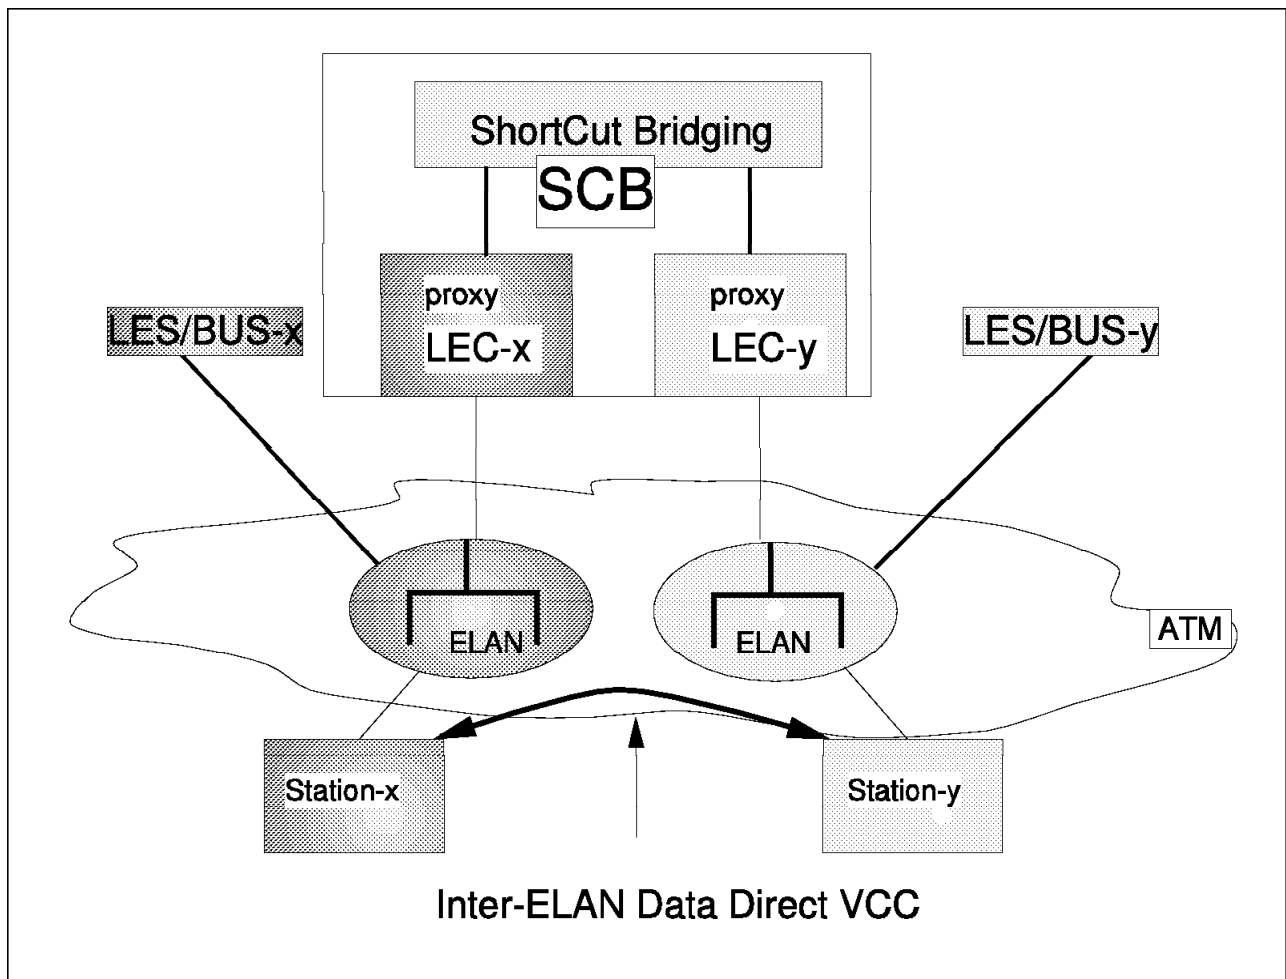 ShortCut Bridging
SCB
proxy
LEC-x
proxy
LEC-y
LES/BUS-x
LES/BUS-y
ELAN
ELAN
ATM
Station-x
Station-y
Inter-ELAN Data Direct VCC